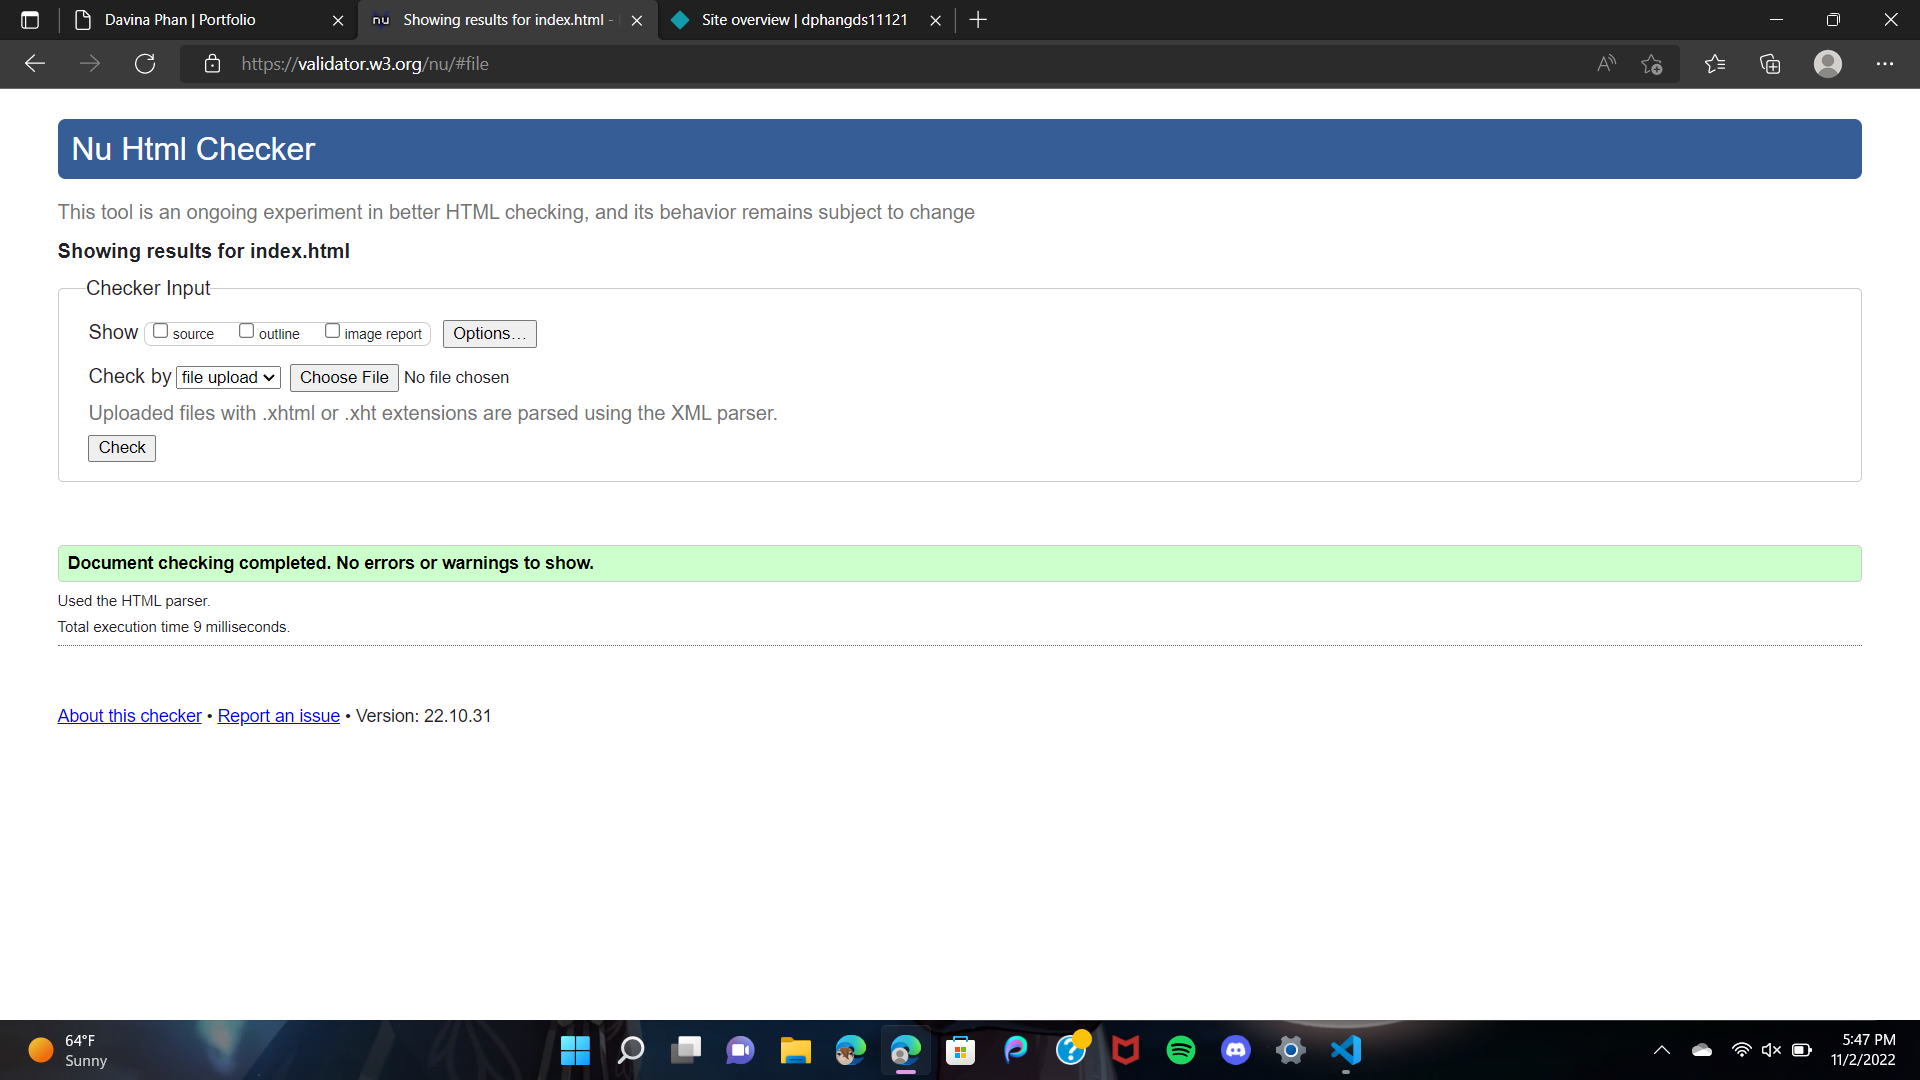 Davina Phan | Portfolio
nu Showing results for index.html -
Site overview | dphangds11121
https://validator.w3.org/nu/#file
Nu Html Checker
This tool is an ongoing experiment in better HTML checking, and its behavior remains subject to change
Showing results for index.html
Checker Input
Show source outline image report Options…
Check by file upload Choose File No file chosen
Uploaded files with .xhtml or .xht extensions are parsed using the XML parser.
Check
Document checking completed. No errors or warnings to show.
Used the HTML parser.
Total execution time 9 milliseconds.
About this checker • Report an issue • Version: 22.10.31
64°F
Sunny
5:47 PM
11/2/2022